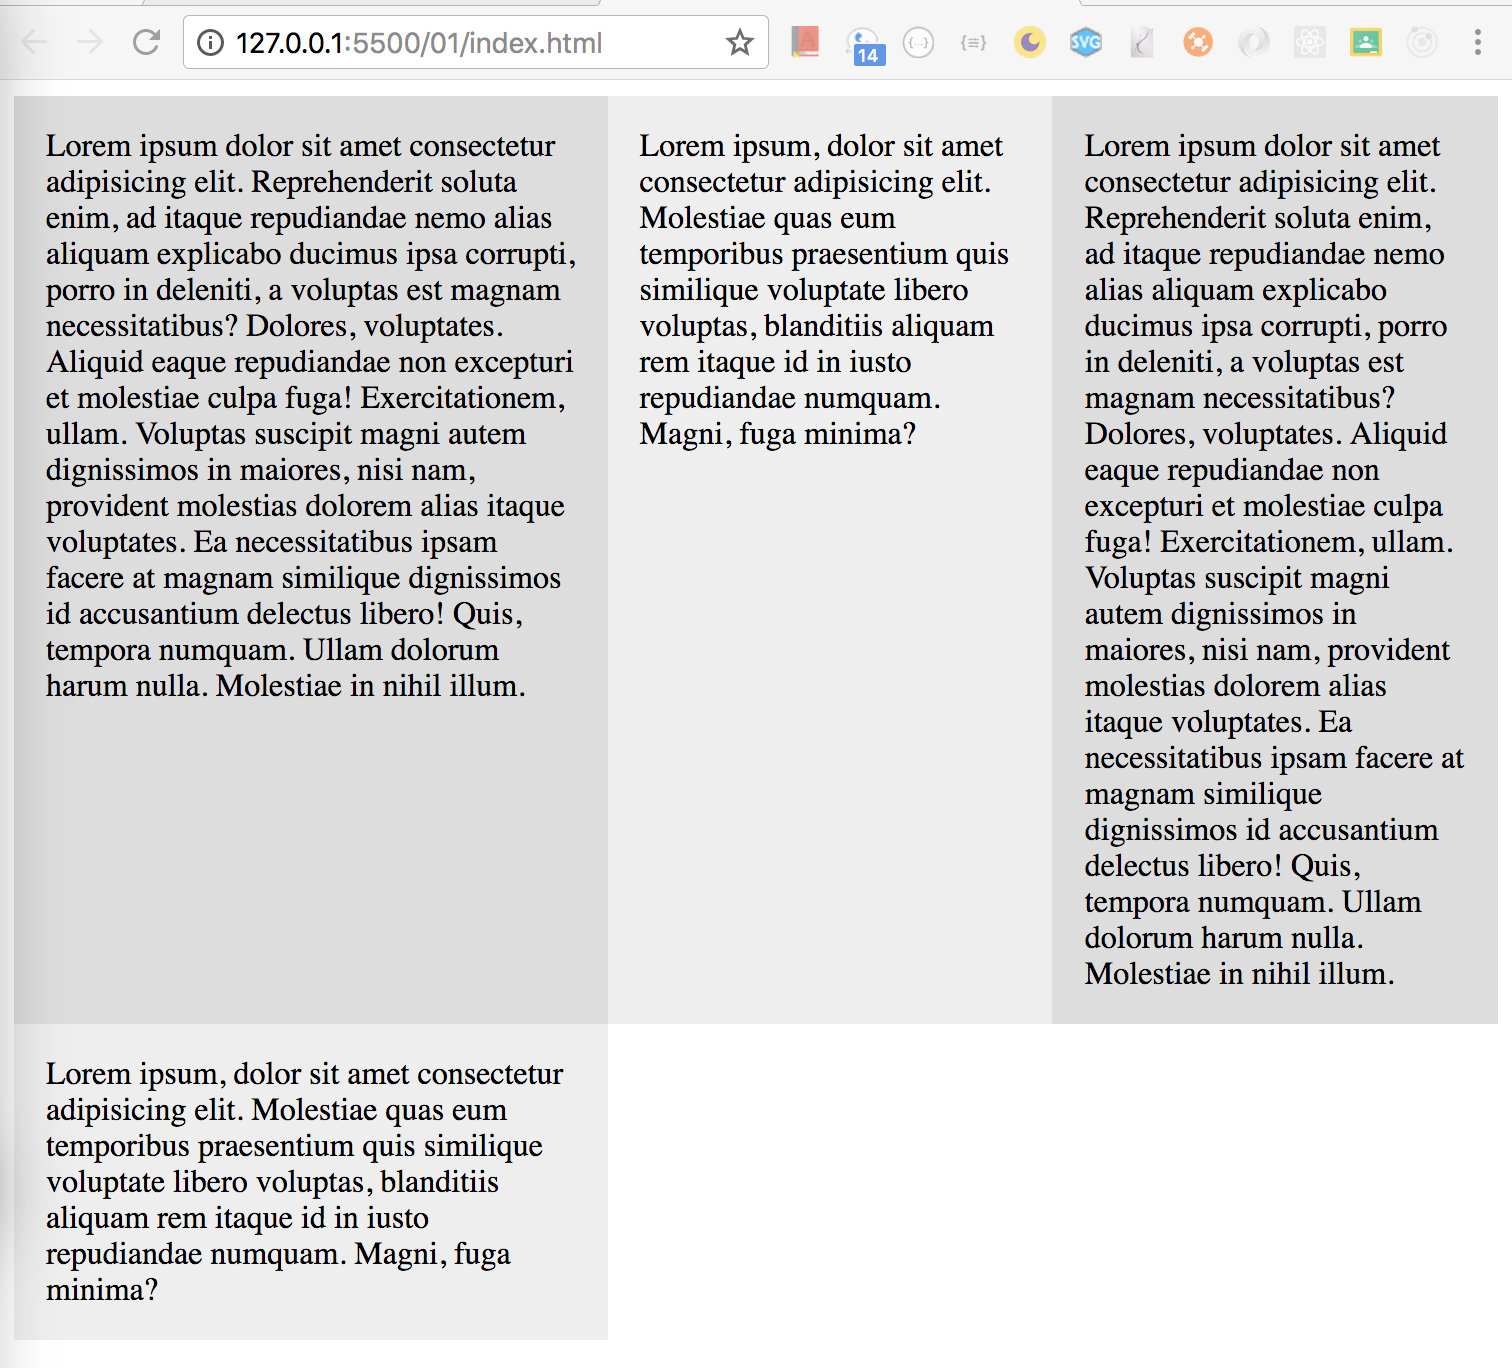 127.0.0.1:5500/01/index.html
A
14
{...}
SVG
Lorem ipsum dolor sit amet consectetur
adipisicing elit. Reprehenderit soluta
enim, ad itaque repudiandae nemo alias
aliquam explicabo ducimus ipsa corrupti,
porro in deleniti, a voluptas est magnam
necessitatibus? Dolores, voluptates.
Aliquid eaque repudiandae non excepturi
et molestiae culpa fuga! Exercitationem,
ullam. Voluptas suscipit magni autem
dignissimos in maiores, nisi nam,
provident molestias dolorem alias itaque
voluptates. Ea necessitatibus ipsam
facere at magnam similique dignissimos
id accusantium delectus libero! Quis,
tempora numquam. Ullam dolorum
harum nulla. Molestiae in nihil illum.
Lorem ipsum, dolor sit amet
consectetur adipisicing elit.
Molestiae quas eum
temporibus praesentium quis
similique voluptate libero
voluptas, blanditiis aliquam
rem itaque id in iusto
repudiandae numquam.
Magni, fuga minima?
Lorem ipsum dolor sit amet
consectetur adipisicing elit.
Reprehenderit soluta enim,
ad itaque repudiandae nemo
alias aliquam explicabo
ducimus ipsa corrupti, porro
in deleniti, a voluptas est
magnam necessitatibus?
Dolores, voluptates. Aliquid
eaque repudiandae non
excepturi et molestiae culpa
fuga! Exercitationem, ullam.
Voluptas suscipit magni
autem dignissimos in
maiores, nisi nam, provident
molestias dolorem alias
itaque voluptates. Ea
necessitatibus ipsam facere at
magnam similique
dignissimos id accusantium
delectus libero! Quis,
tempora numquam. Ullam
dolorum harum nulla.
Molestiae in nihil illum.
Lorem ipsum, dolor sit amet consectetur
adipisicing elit. Molestiae quas eum
temporibus praesentium quis similique
voluptate libero voluptas, blanditiis
aliquam rem itaque id in iusto
repudiandae numquam. Magni, fuga
minima?